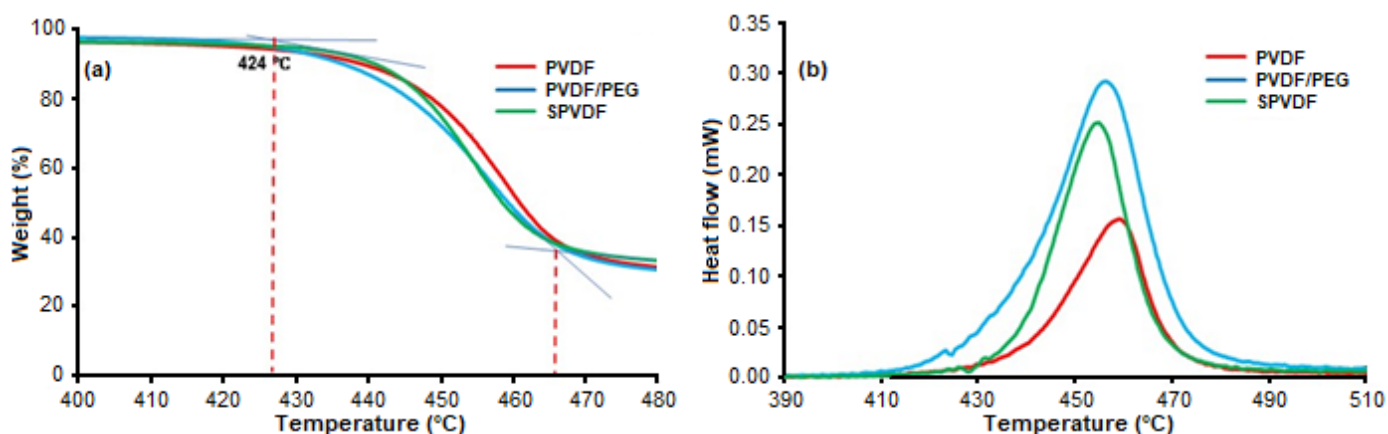 (a)
100
80
60
40
20
0
Weight (%)
424 °C
PVDF
PVDF/PEG
SPVDF
400 410 420 430 440 450 460 470 480
Temperature (°C)
(b)
0.35
0.30
0.25
0.20
0.15
0.10
0.05
0.00
Heat flow (mW)
PVDF
PVDF/PEG
SPVDF
390 410 430 450 470 490 510
Temperature (°C)